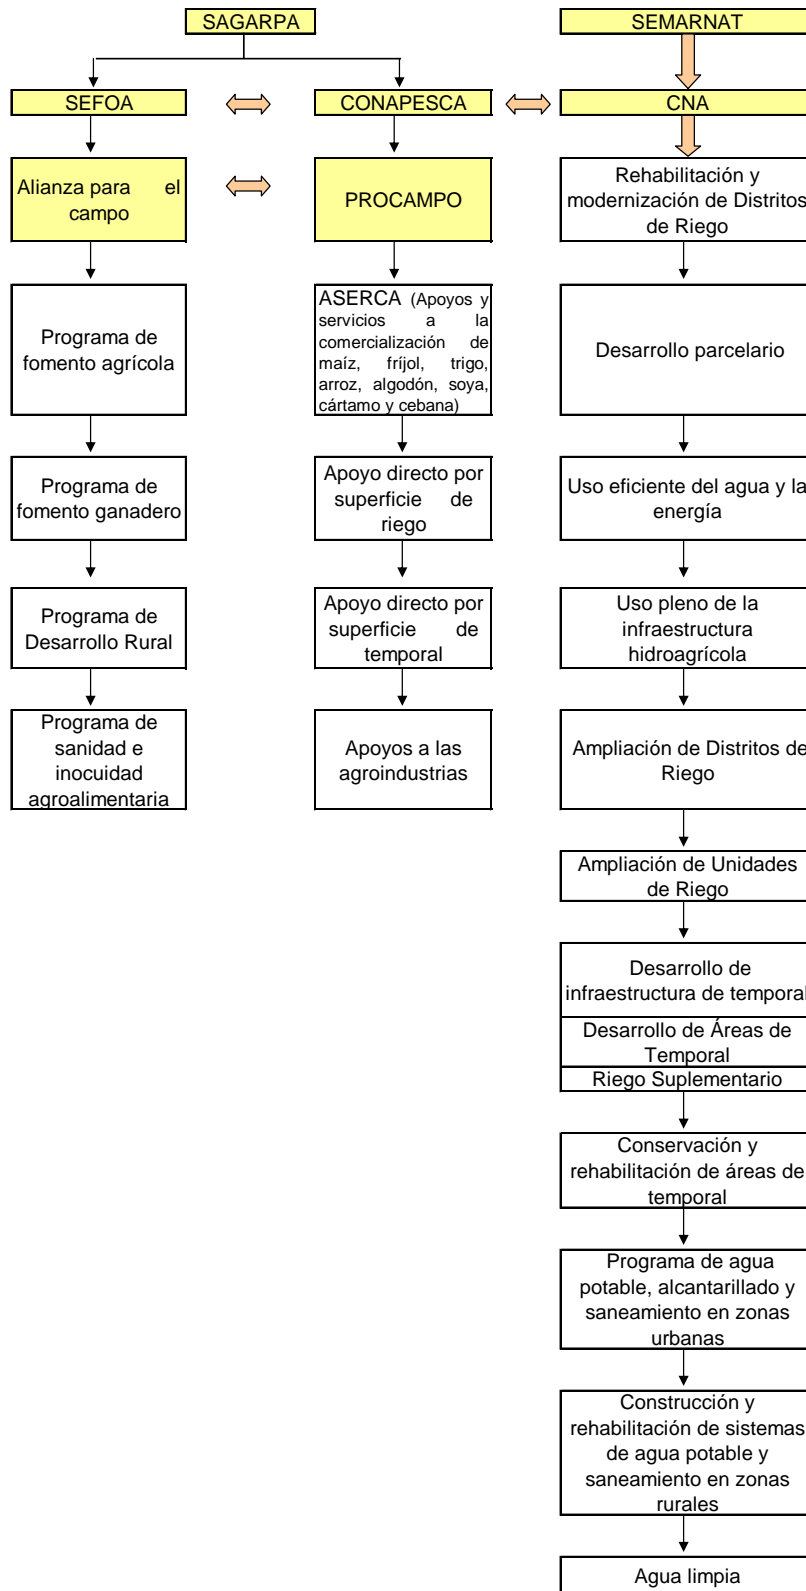 SAGARPA
SEMARNAT
SEFOA
CONAPESCA
CNA
Alianza para el
campo
PROCAMPO
Rehabilitación y
modernización de Distritos
de Riego
Programa de
fomento agrícola
ASERCA (Apoyos y
servicios a la
comercialización de
maíz, fríjol, trigo,
arroz, algodón, soya,
cártamo y cebana)
Desarrollo parcelario
Programa de
fomento ganadero
Apoyo directo por
superficie de
riego
Uso eficiente del agua y la
energía
Programa de
Desarrollo Rural
Apoyo directo por
superficie de
temporal
Uso pleno de la
infraestructura
hidroagrícola
Programa de
sanidad e
inocuidad
agroalimentaria
Apoyos a las
agroindustrias
Ampliación de Distritos de
Riego
Ampliación de Unidades
de Riego
Desarrollo de
infraestructura de temporal
Desarrollo de Áreas de
Temporal
Riego Suplementario
Conservación y
rehabilitación de áreas de
temporal
Programa de agua
potable, alcantarillado y
saneamiento en zonas
urbanas
Construcción y
rehabilitación de sistemas
de agua potable y
saneamiento en zonas
rurales
Agua limpia